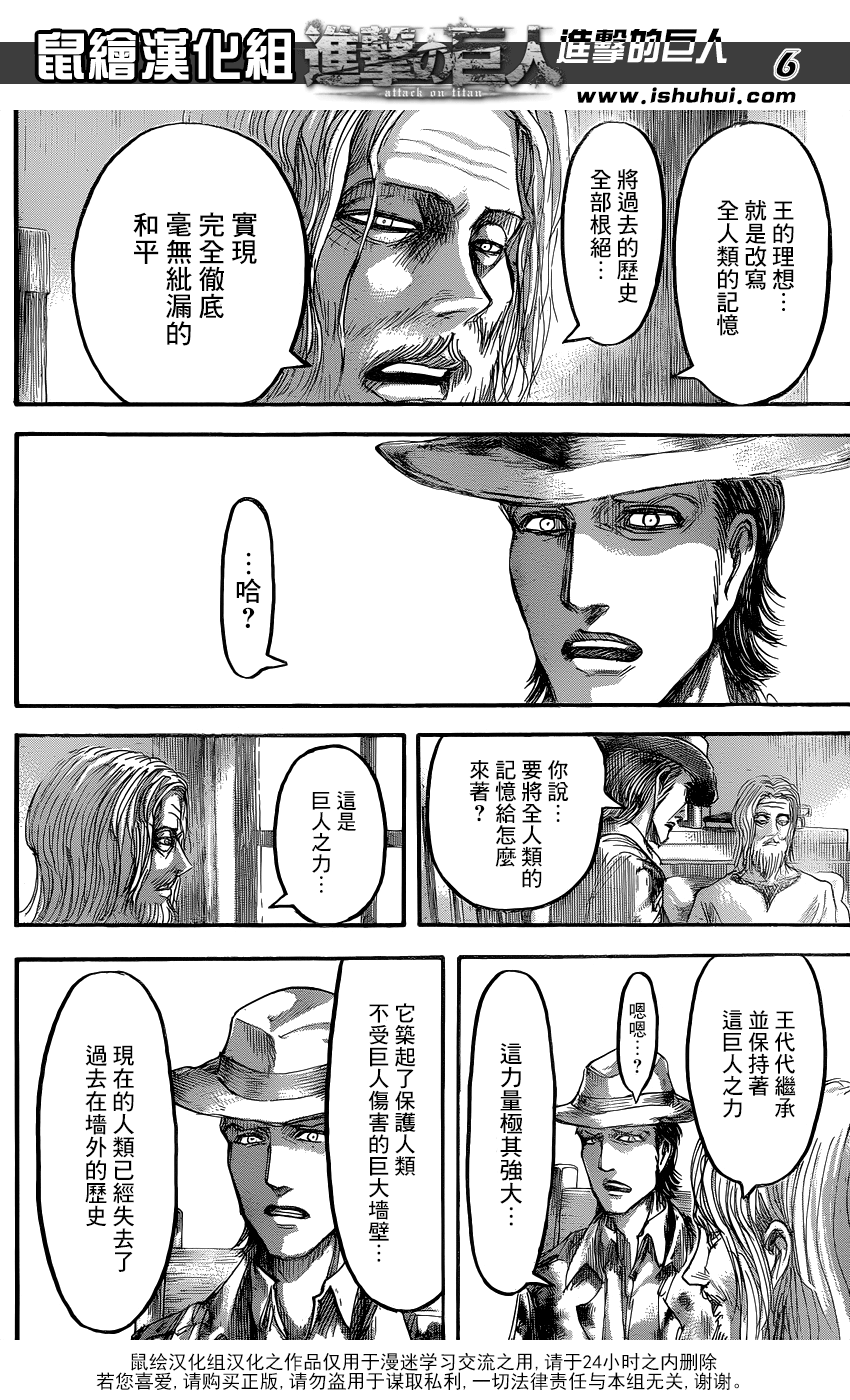 鼠繪漢化組
進撃の巨人
attack on titan
進擊的巨人
6
www.ishuhui.com
王的理想…
就是改寫
全人類的記憶
將過去的歷史
全部根絕…
實現
完全徹底
毫無紕漏的
和平
…哈?
你說…
要將全人類的
記憶給怎麼
來著?
這是
巨人之力…
王代代繼承
並保持著
這巨人之力
嗯嗯…?
這力量極其強大…
它築起了保護人類
不受巨人傷害的巨大墻壁…
現在的人類已經失去了
過去在墻外的歷史
鼠绘汉化组汉化之作品仅用于漫迷学习交流之用, 请于24小时之内删除
若您喜爱, 请购买正版, 请勿用于谋取私利, 一切法律责任与本组无关, 谢谢。